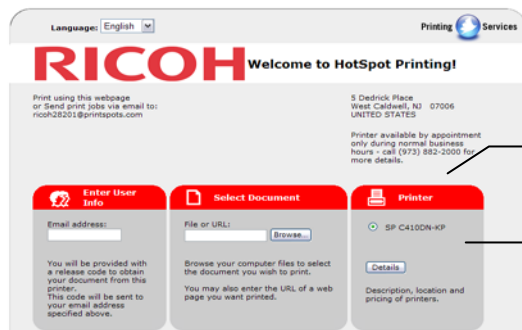 Language: English
Printing Services
RICOH Welcome to HotSpot Printing!
Print using this webpage
or Send print jobs via email to:
ricoh28201@printspots.com
5 Dedrick Place
West Caldwell, NJ 07006
UNITED STATES
Printer available by appointment
only during normal business
hours - call (973) 882-2000 for
more details.
Enter User
Info
Email address:
You will be provided with
a release code to obtain
your document from this
printer.
This code will be sent to
your email address
specified above.
Select Document
File or URL:
Browse...
Browse your computer files to select
the document you wish to print.
You may also enter the URL of a web
page you want printed.
Printer
SP C410DN-KP
Details
Description, location and
pricing of printers.